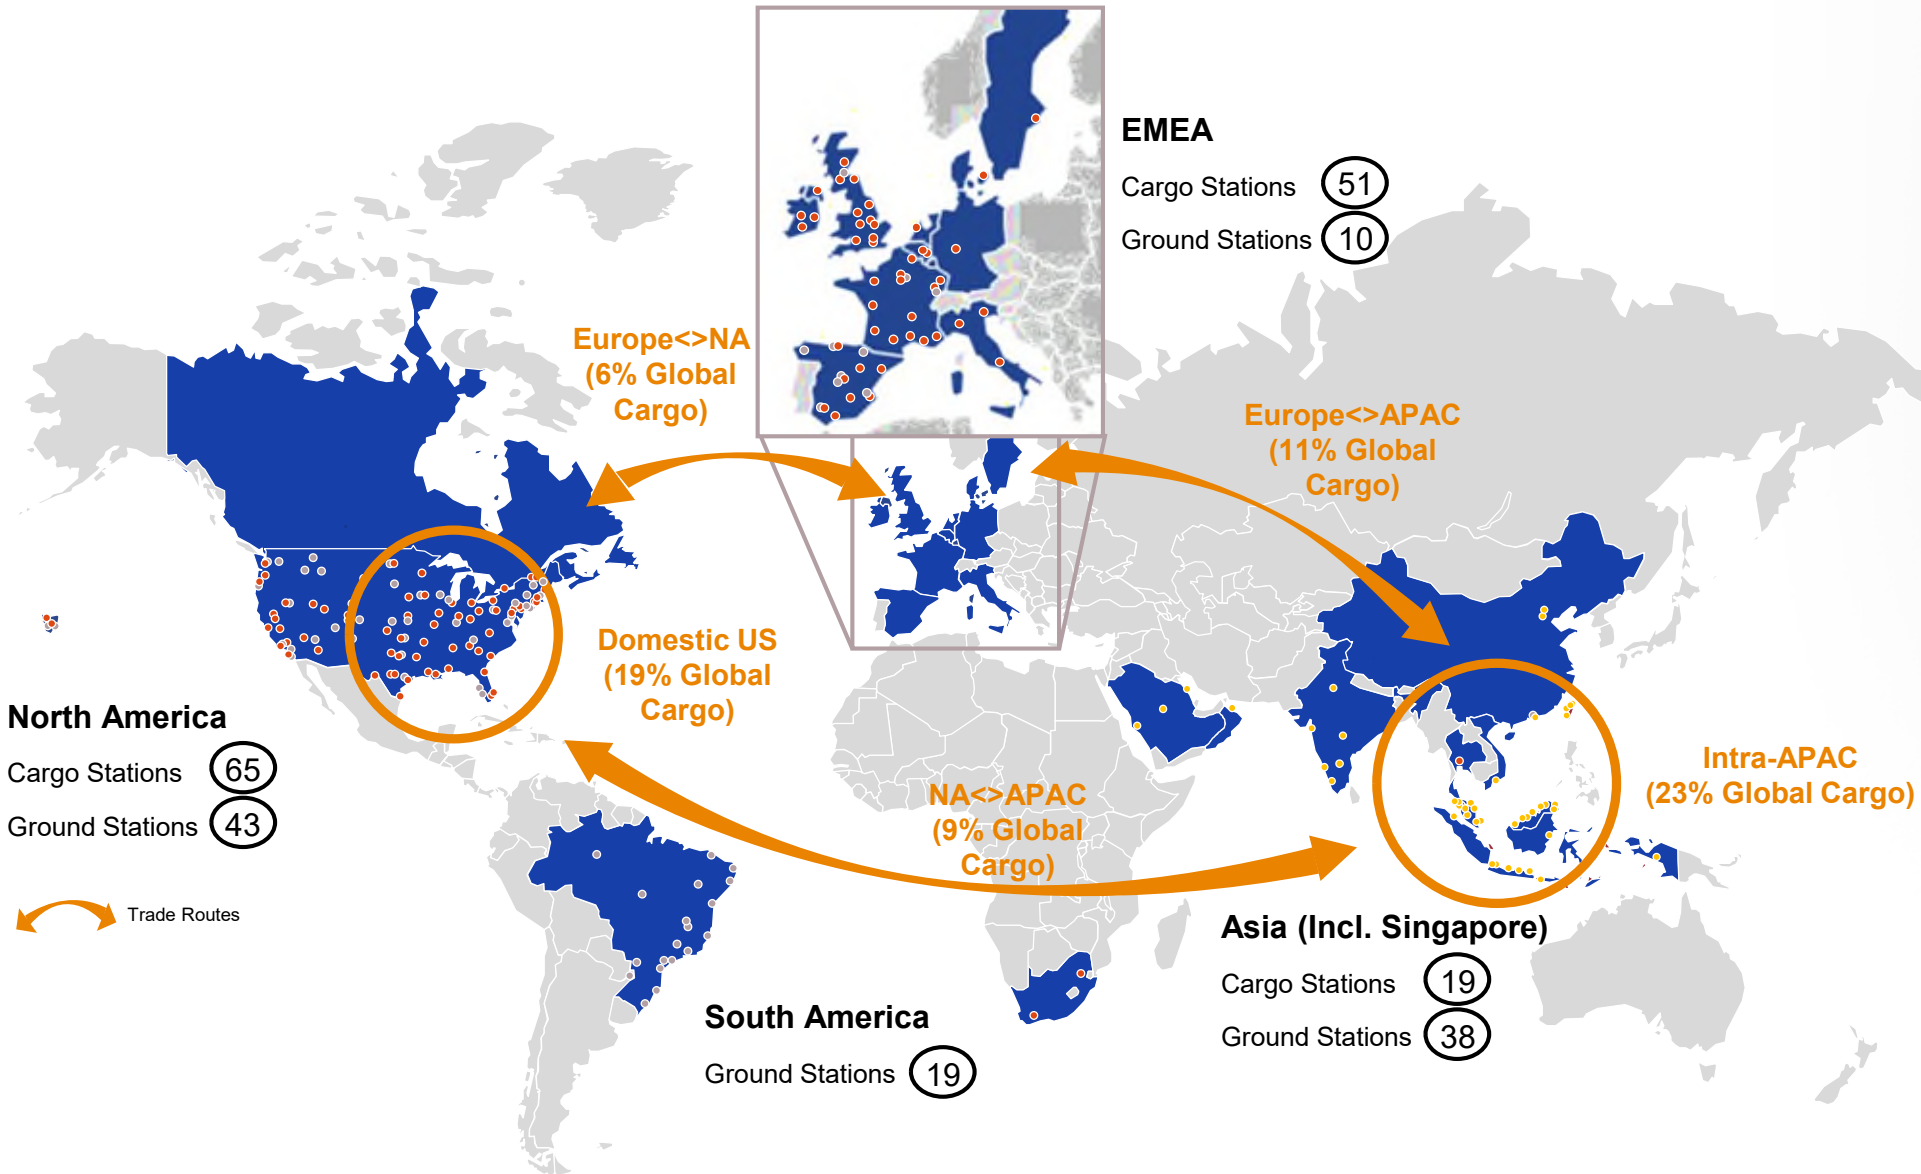 EMEA
Cargo Stations 51
Ground Stations 10
Europe<>NA
(6% Global
Cargo)
Europe<>APAC
(11% Global
Cargo)
Domestic US
(19% Global
Cargo)
North America
Cargo Stations 65
Ground Stations 43
NA<>APAC
(9% Global
Cargo)
Intra-APAC
(23% Global Cargo)
Trade Routes
Asia (Incl. Singapore)
Cargo Stations 19
Ground Stations 38
South America
Ground Stations 19